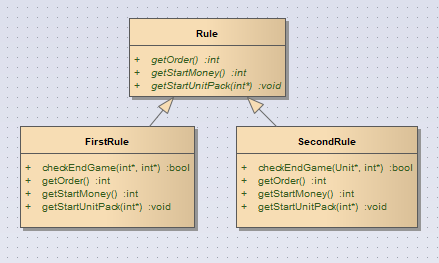 Rule
+ getOrder() :int
+ getStartMoney() :int
+ getStartUnitPack(int*) :void
FirstRule
+ checkEndGame(int*, int*) :bool
+ getOrder() :int
+ getStartMoney() :int
+ getStartUnitPack(int*) :void
SecondRule
+ checkEndGame(Unit*, int*) :bool
+ getOrder() :int
+ getStartMoney() :int
+ getStartUnitPack(int*) :void